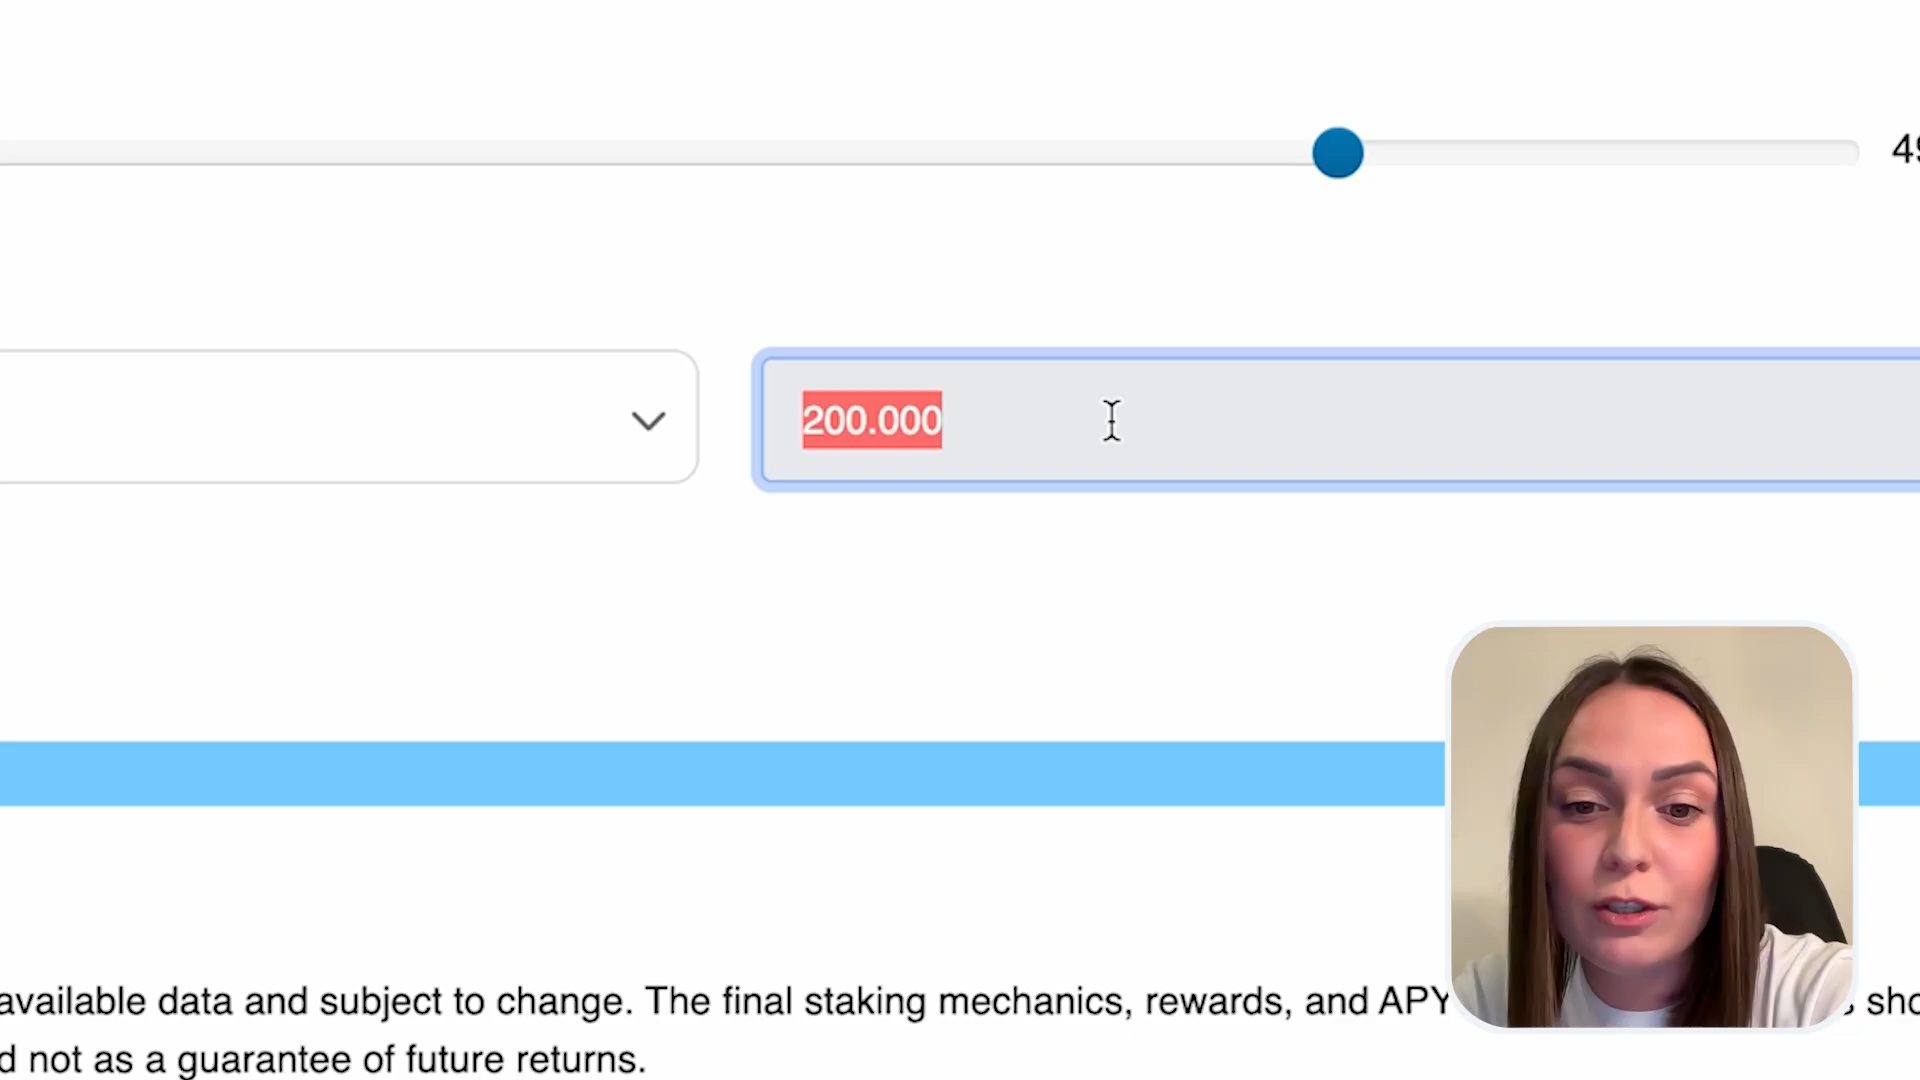 49
200.000
available data and subject to change. The final staking mechanics, rewards, and APY
d not as a guarantee of future returns.